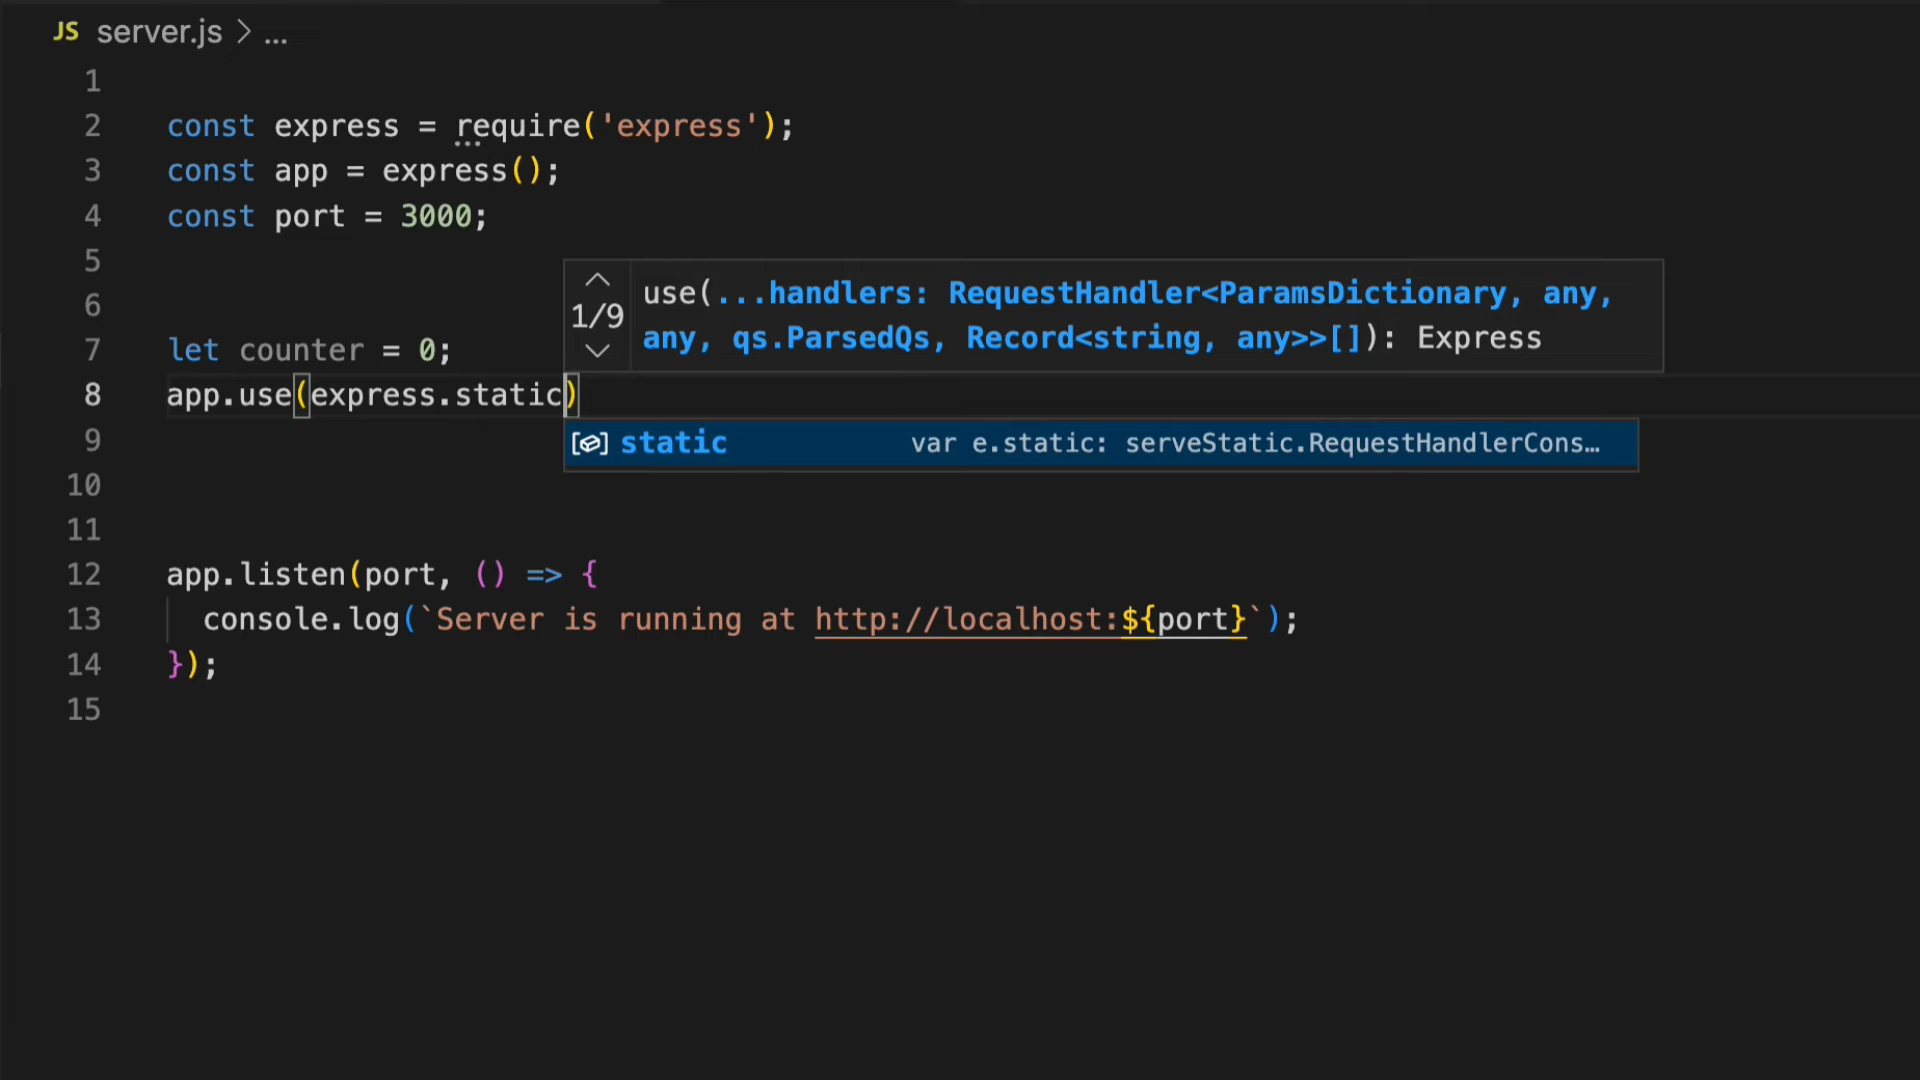 JS server.js > ...
1
2 const express = require('express');
3 const app = express();
4 const port = 3000;
5
6
7 let counter = 0;
8 app.use(express.static)
9
10
11
12 app.listen(port, () => {
13 console.log(`Server is running at http://localhost:${port}`);
14 });
15
1/9
use(...handlers: RequestHandler<ParamsDictionary, any,
any, qs.ParsedQs, Record<string, any>>[]): Express
static var e.static: serveStatic.RequestHandlerCons…